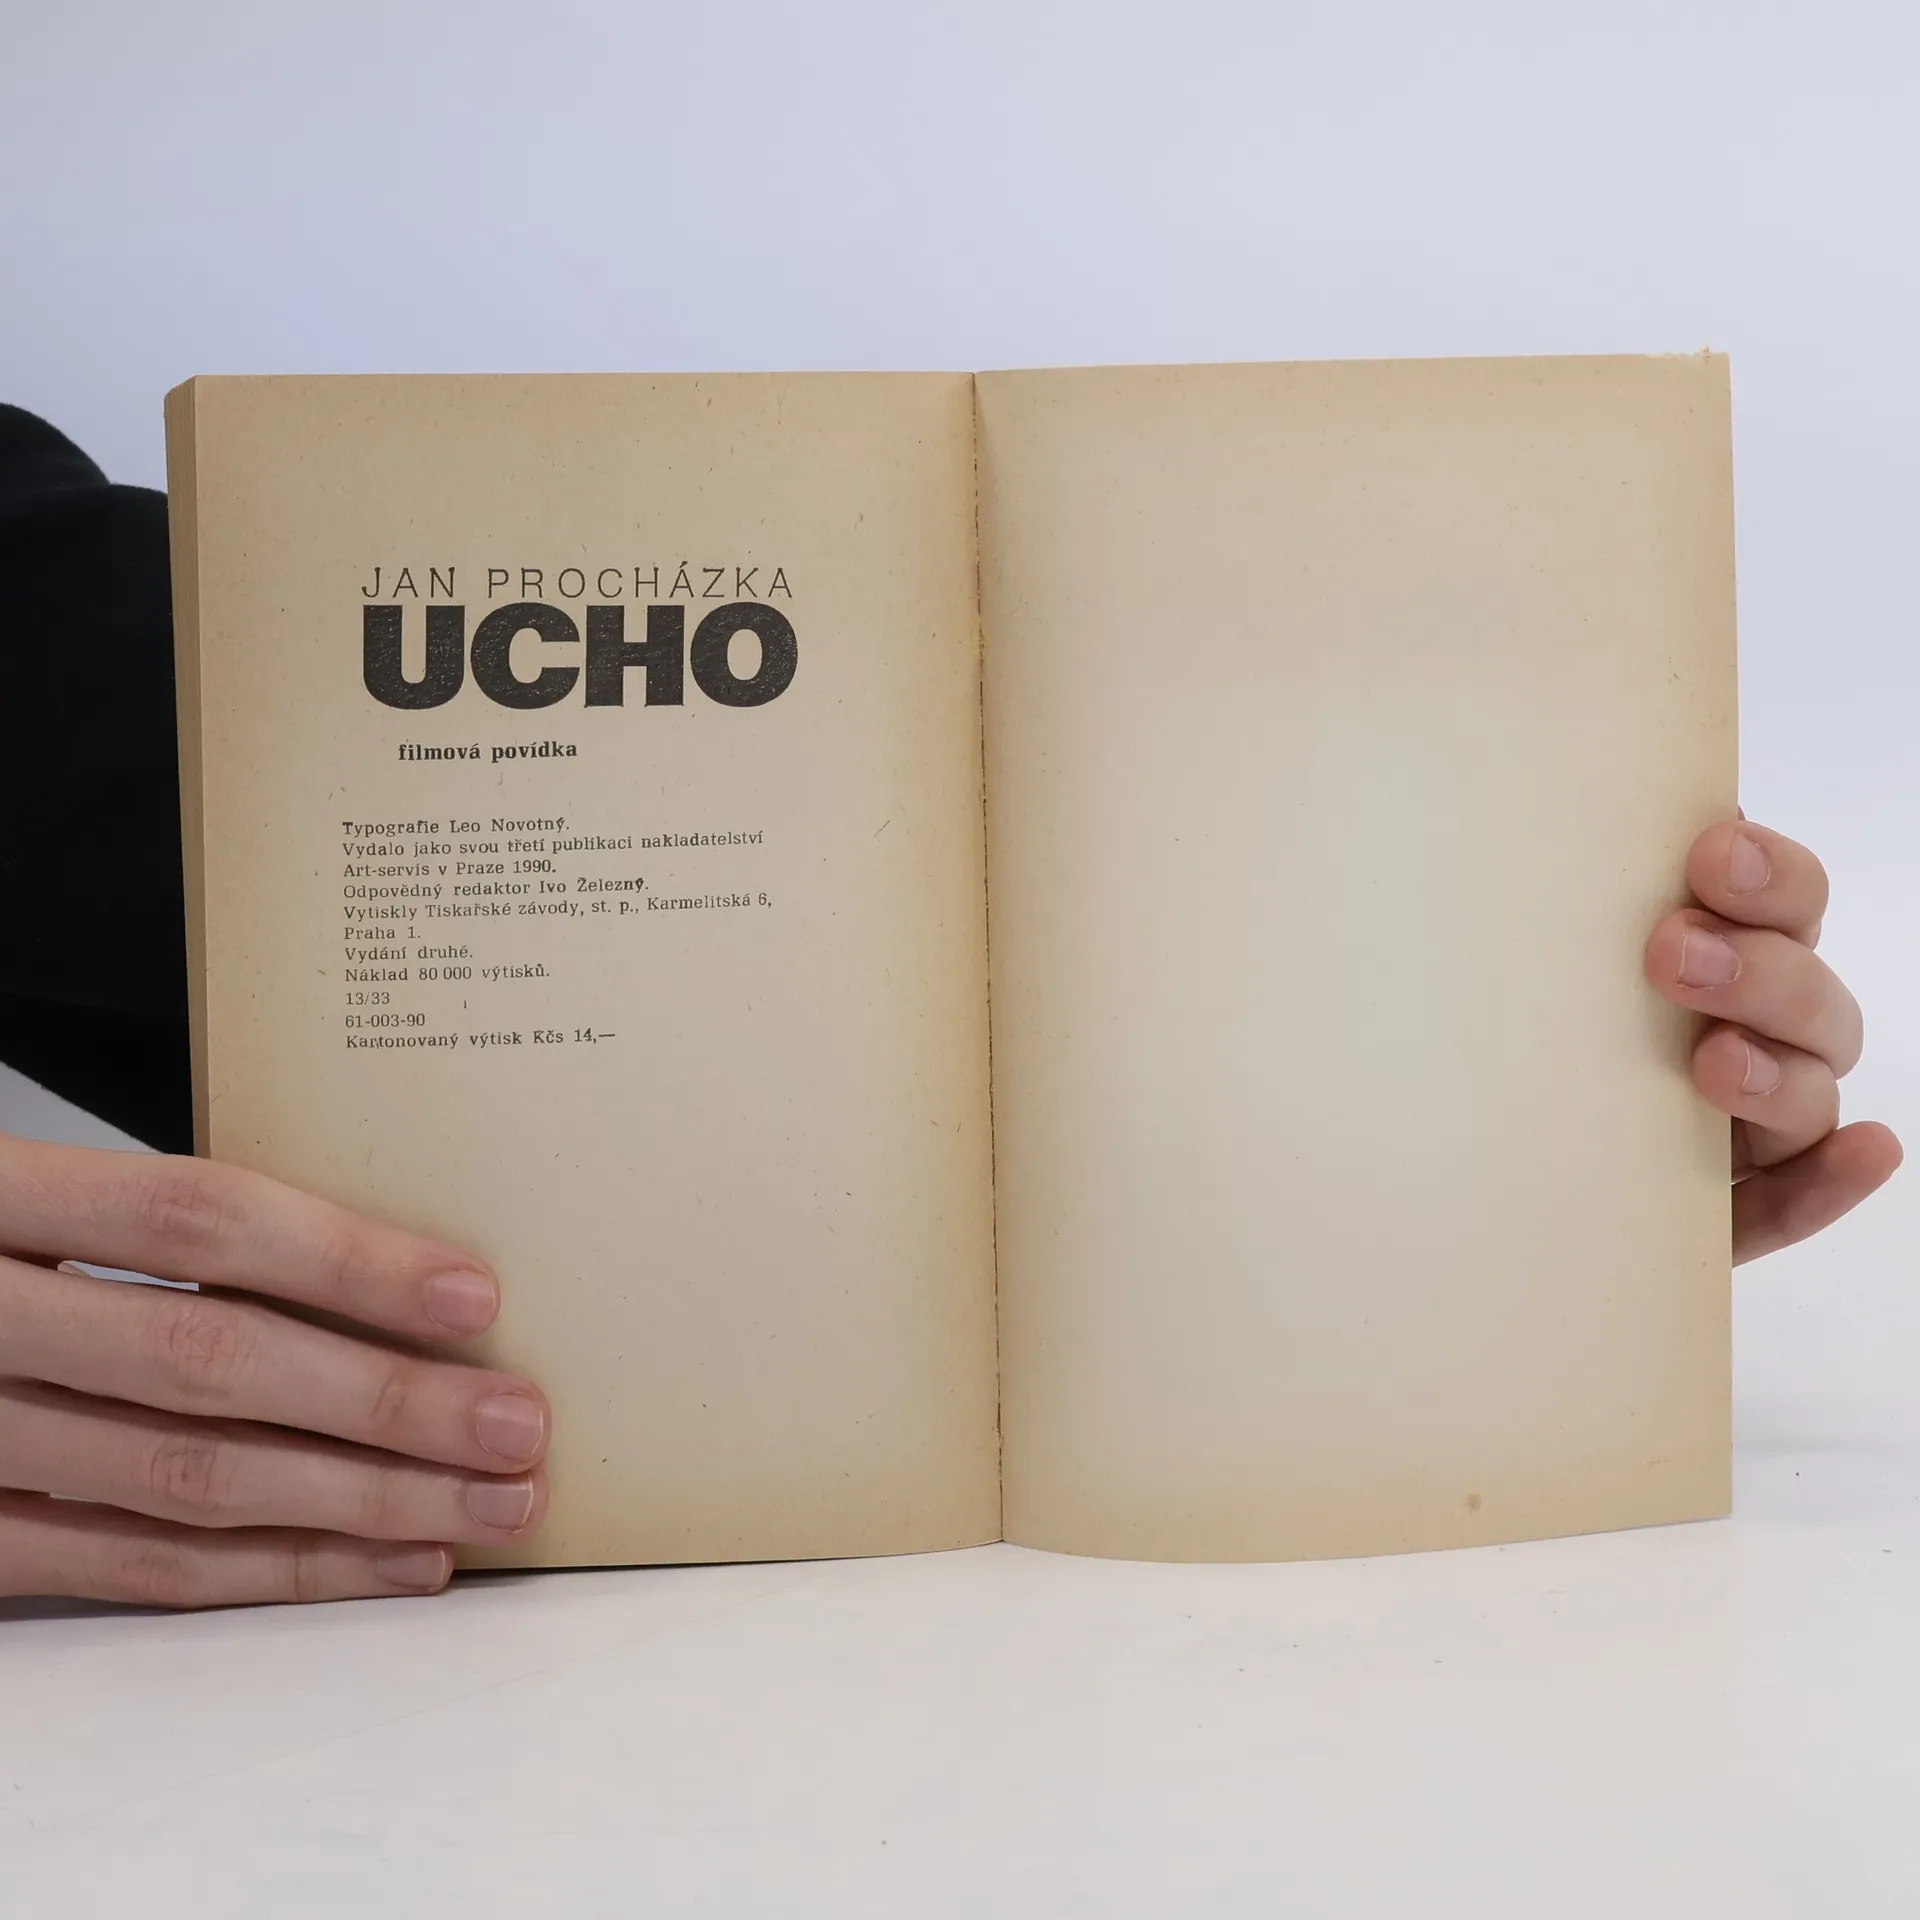 JAN PROCHÁZKA
UCHO
filmová povídka
Typografie Leo Novotný.
Vydalo jako svou třetí publikaci nakladatelství
Art-servis v Praze 1990.
Odpovědný redaktor Ivo Železný.
Vytiskly Tiskařské závody, st. p., Karmelitská 6,
Praha 1.
Vydání druhé.
Náklad 80 000 výtisků.
13/33
61-003-90
Kartonovaný výtisk Kčs 14,—